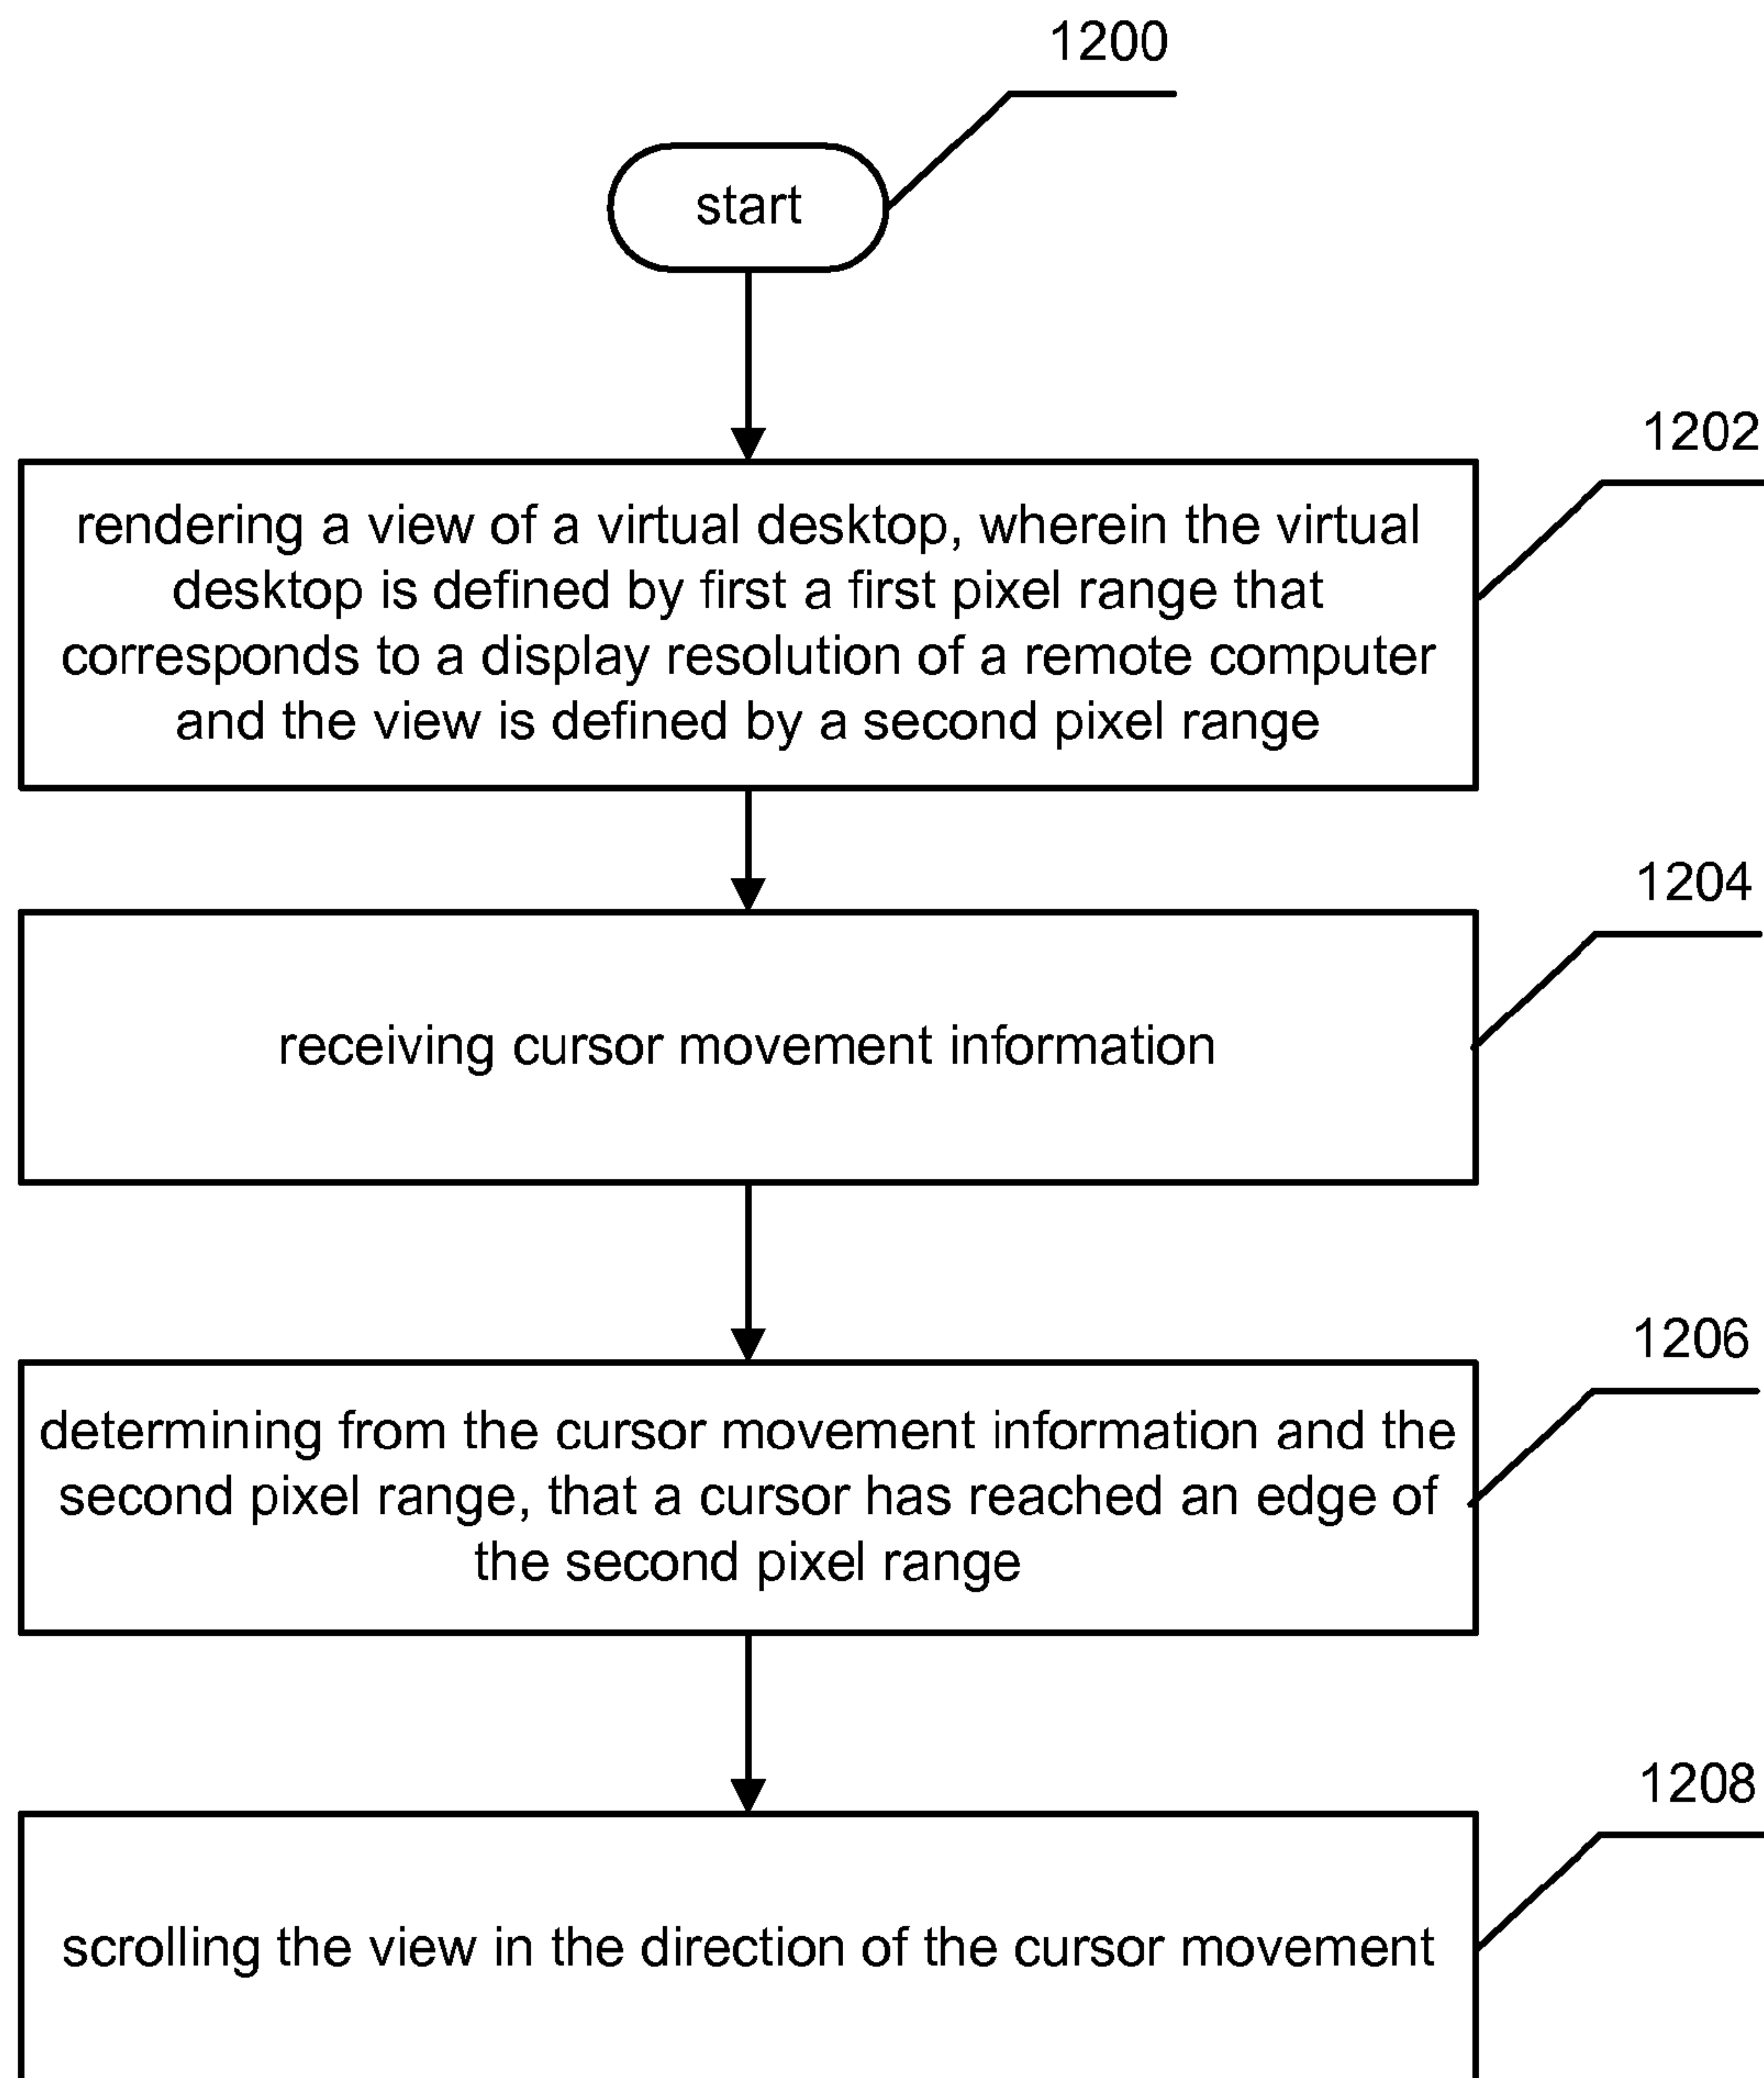 1200
start
1202
rendering a view of a virtual desktop, wherein the virtual
desktop is defined by first a first pixel range that
corresponds to a display resolution of a remote computer
and the view is defined by a second pixel range
1204
receiving cursor movement information
1206
determining from the cursor movement information and the
second pixel range, that a cursor has reached an edge of
the second pixel range
1208
scrolling the view in the direction of the cursor movement